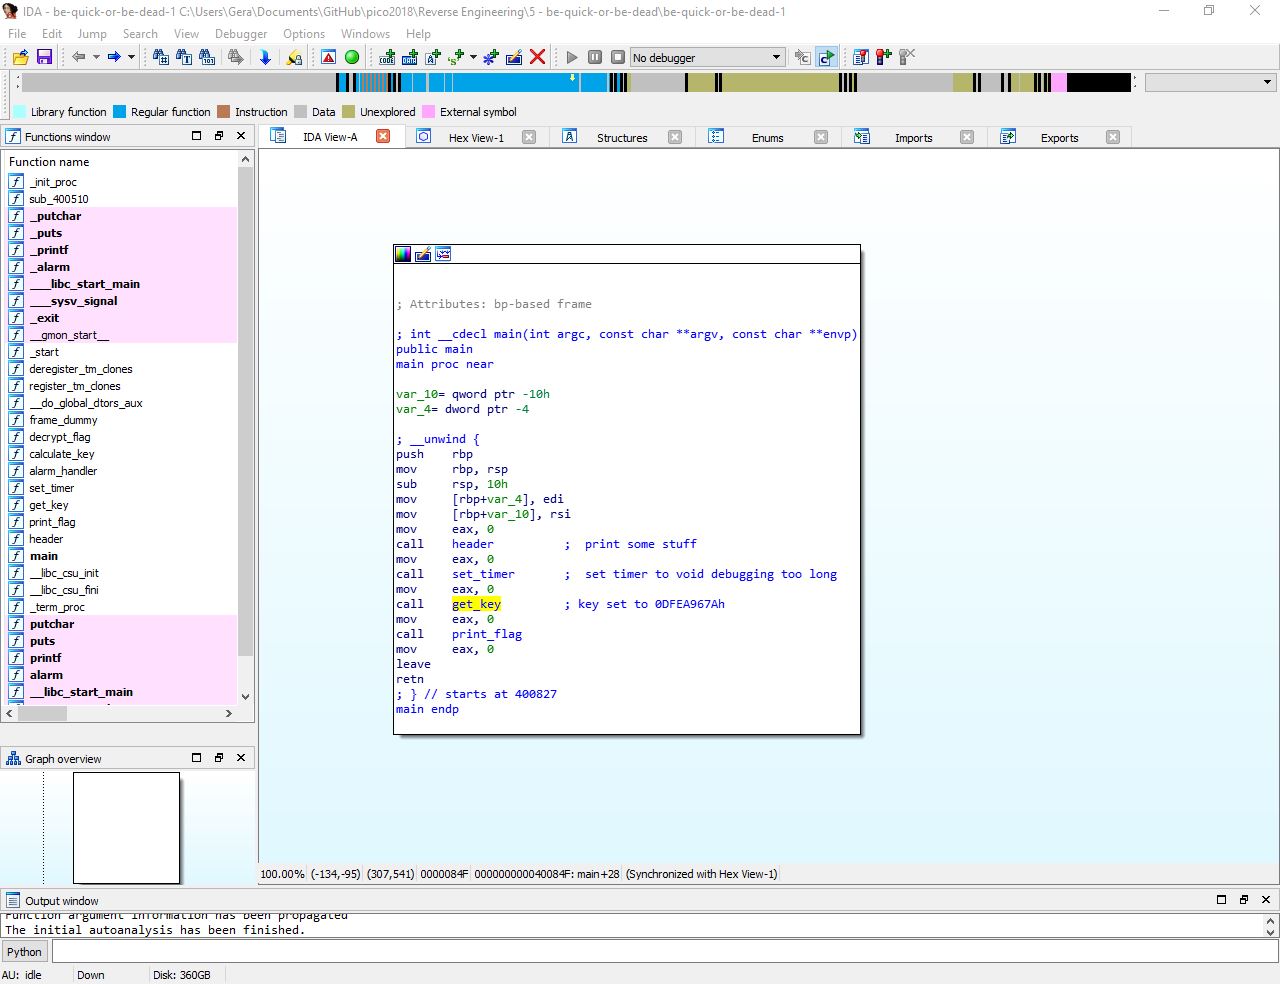 IDA - be-quick-or-be-dead-1 C:\Users\Gera\Documents\GitHub\pico2018\Reverse Engineering\5 - be-quick-or-be-dead\be-quick-or-be-dead-1
File Edit Jump Search View Debugger Options Windows Help
No debugger
Library function Regular function Instruction Data Unexplored External symbol
Functions window
IDA View-A Hex View-1 Structures Enums Imports Exports
Function name
_init_proc
sub_400510
_putchar
_puts
_printf
_alarm
___libc_start_main
___sysv_signal
_exit
__gmon_start__
_start
deregister_tm_clones
register_tm_clones
__do_global_dtors_aux
frame_dummy
decrypt_flag
calculate_key
alarm_handler
set_timer
get_key
print_flag
header
main
__libc_csu_init
__libc_csu_fini
_term_proc
putchar
puts
printf
alarm
__libc_start_main
; Attributes: bp-based frame
; int __cdecl main(int argc, const char **argv, const char **envp)
public main
main proc near
var_10= qword ptr -10h
var_4= dword ptr -4
; __unwind {
push rbp
mov rbp, rsp
sub rsp, 10h
mov [rbp+var_4], edi
mov [rbp+var_10], rsi
mov eax, 0
call header ; print some stuff
mov eax, 0
call set_timer ; set timer to void debugging too long
mov eax, 0
call get_key ; key set to 0DFEA967Ah
mov eax, 0
call print_flag
mov eax, 0
leave
retn
; } // starts at 400827
main endp
Graph overview
100.00% (-134,-95) (307,541) 0000084F 000000000040084F: main+28 (Synchronized with Hex View-1)
Output window
Function argument information has been propagated
The initial autoanalysis has been finished.
Python
AU: idle Down Disk: 360GB